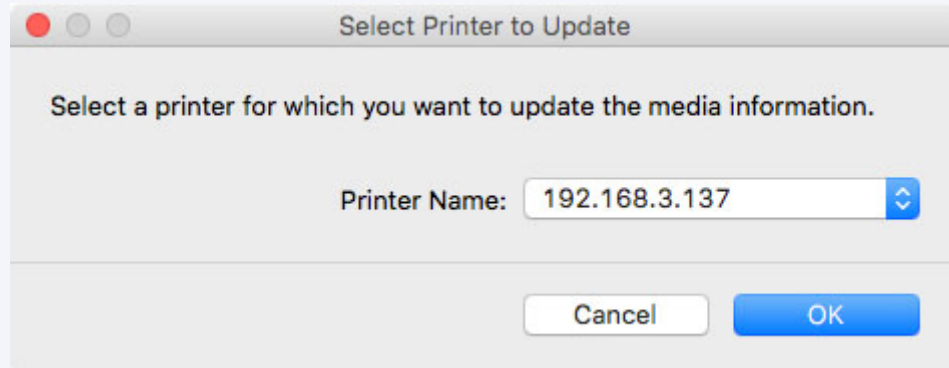 Select Printer to Update
Select a printer for which you want to update the media information.
Printer Name: 192.168.3.137
Cancel OK